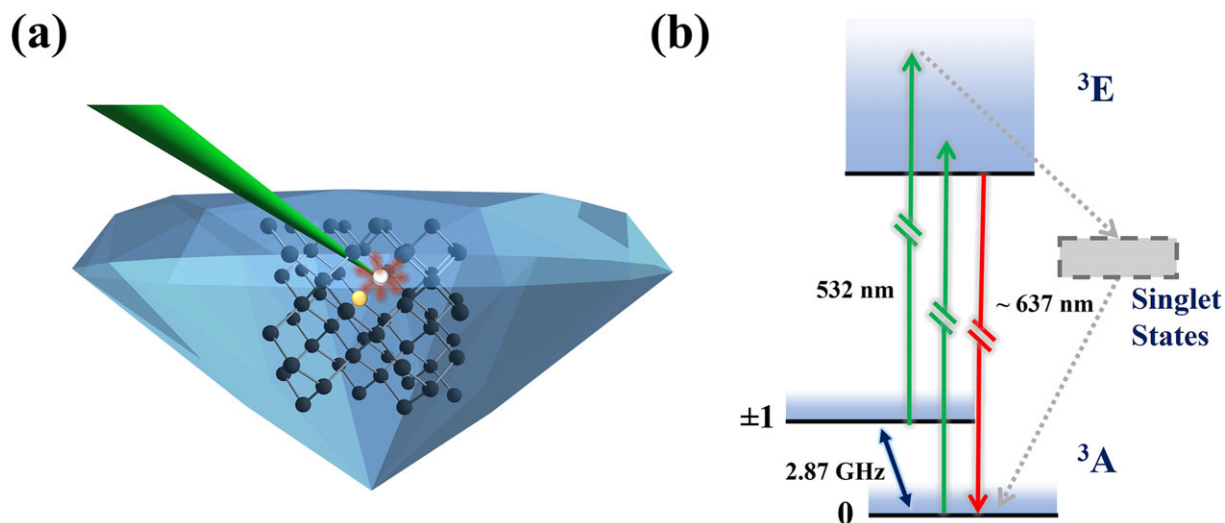 (a)
(b)
³E
532 nm
~ 637 nm
Singlet
States
±1
2.87 GHz
³A
0